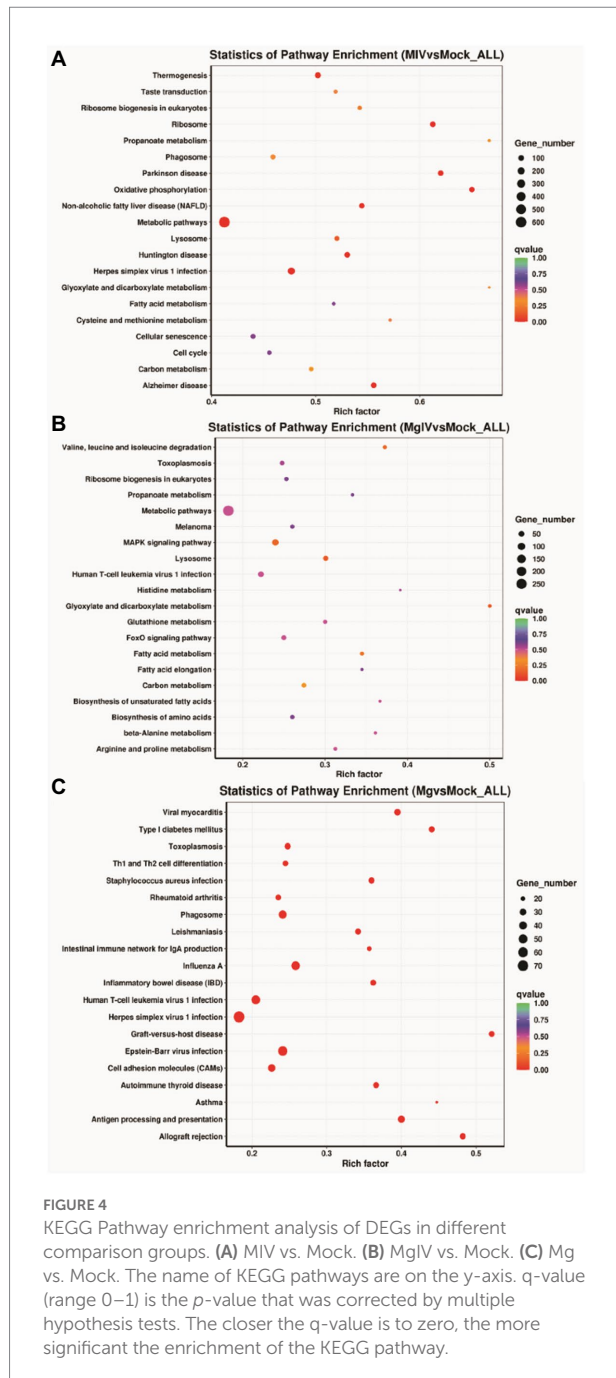 A
Statistics of Pathway Enrichment (MIVvsMock_ALL)
Thermogenesis
Taste transduction
Ribosome biogenesis in eukaryotes
Ribosome
Propanoate metabolism
Phagosome
Parkinson disease
Oxidative phosphorylation
Non-alcoholic fatty liver disease (NAFLD)
Metabolic pathways
Lysosome
Huntington disease
Herpes simplex virus 1 infection
Glyoxylate and dicarboxylate metabolism
Fatty acid metabolism
Cysteine and methionine metabolism
Cellular senescence
Cell cycle
Carbon metabolism
Alzheimer disease
0.4 0.5 0.6
Rich factor
Gene_number
100
200
300
400
500
600
qvalue
1.00
0.75
0.50
0.25
0.00
B
Statistics of Pathway Enrichment (MgIVvsMock_ALL)
Valine, leucine and isoleucine degradation
Toxoplasmosis
Ribosome biogenesis in eukaryotes
Propanoate metabolism
Metabolic pathways
Melanoma
MAPK signaling pathway
Lysosome
Human T-cell leukemia virus 1 infection
Histidine metabolism
Glyoxylate and dicarboxylate metabolism
Glutathione metabolism
FoxO signaling pathway
Fatty acid metabolism
Fatty acid elongation
Carbon metabolism
Biosynthesis of unsaturated fatty acids
Biosynthesis of amino acids
beta-Alanine metabolism
Arginine and proline metabolism
0.2 0.3 0.4 0.5
Rich factor
Gene_number
50
100
150
200
250
qvalue
1.00
0.75
0.50
0.25
0.00
C
Statistics of Pathway Enrichment (MgvsMock_ALL)
Viral myocarditis
Type I diabetes mellitus
Toxoplasmosis
Th1 and Th2 cell differentiation
Staphylococcus aureus infection
Rheumatoid arthritis
Phagosome
Leishmaniasis
Intestinal immune network for IgA production
Influenza A
Inflammatory bowel disease (IBD)
Human T-cell leukemia virus 1 infection
Herpes simplex virus 1 infection
Graft-versus-host disease
Epstein-Barr virus infection
Cell adhesion molecules (CAMs)
Autoimmune thyroid disease
Asthma
Antigen processing and presentation
Allograft rejection
0.2 0.3 0.4 0.5
Rich factor
Gene_number
20
30
40
50
60
70
qvalue
1.00
0.75
0.50
0.25
0.00
FIGURE 4
KEGG Pathway enrichment analysis of DEGs in different
comparison groups. (A) MIV vs. Mock. (B) MgIV vs. Mock. (C) Mg
vs. Mock. The name of KEGG pathways are on the y-axis. q-value
(range 0–1) is the p-value that was corrected by multiple
hypothesis tests. The closer the q-value is to zero, the more
significant the enrichment of the KEGG pathway.